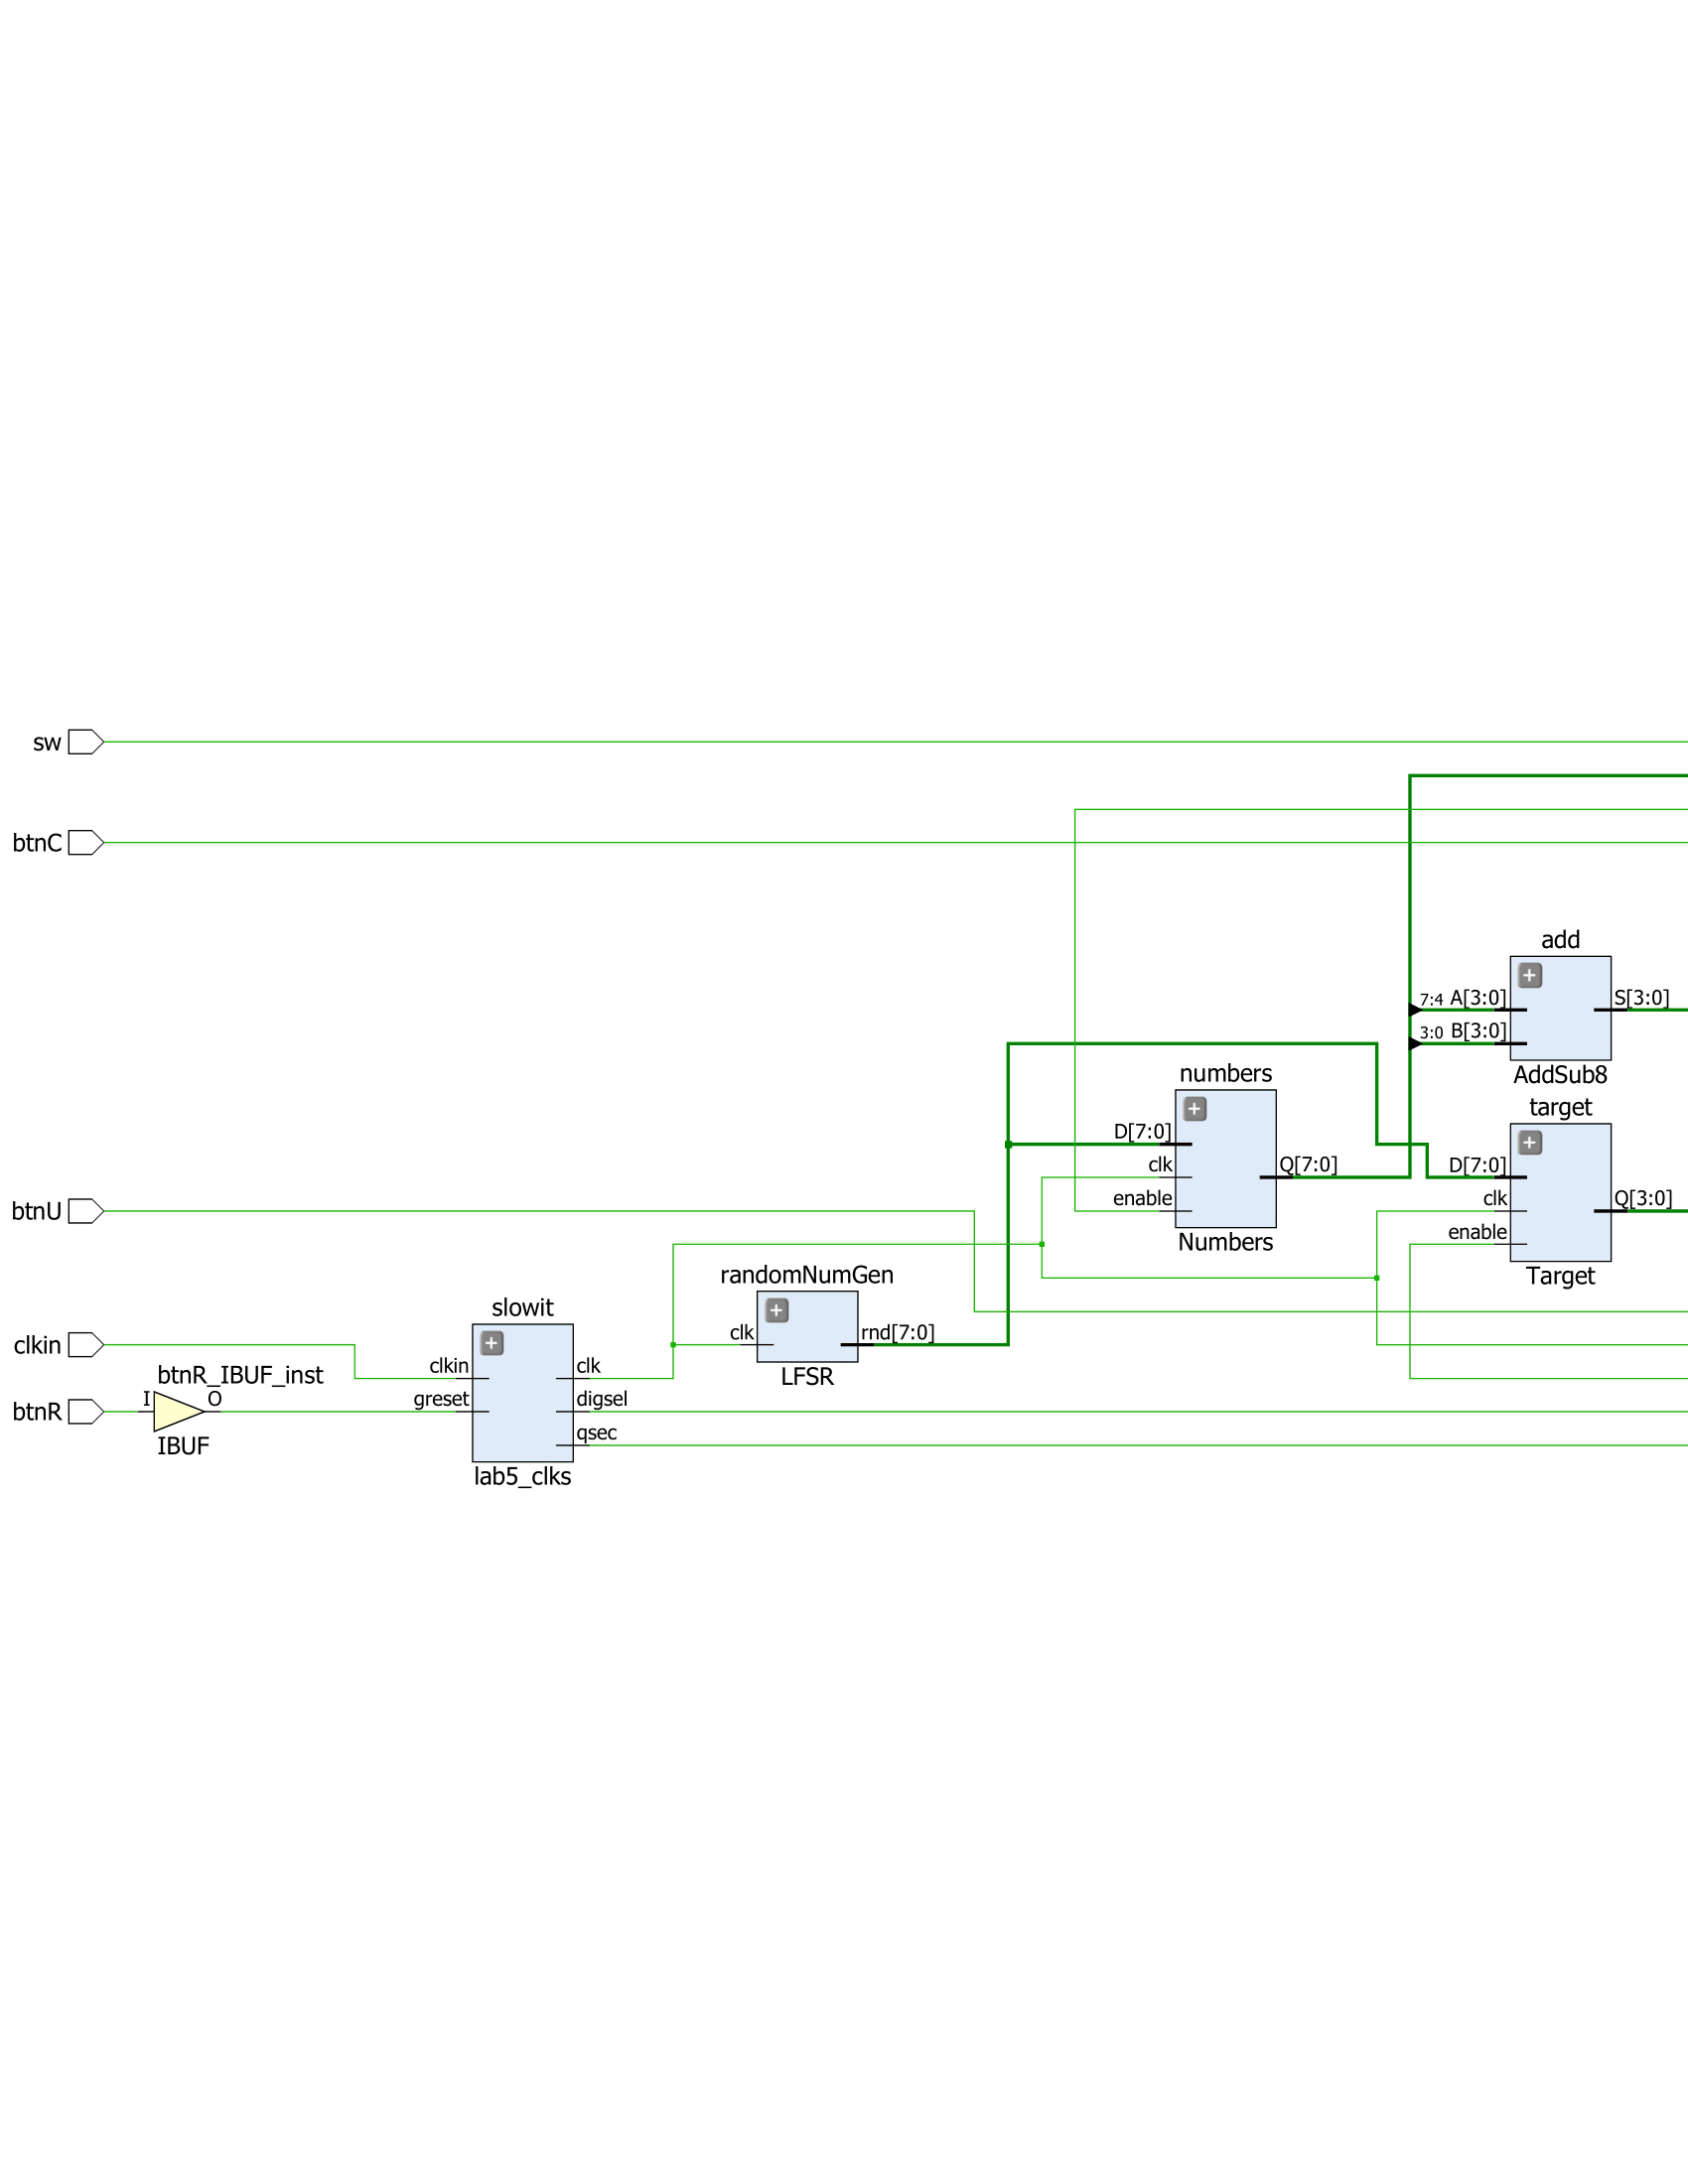 sw
btnC
add
7:4 A[3:0] S[3:0]
3:0 B[3:0]
AddSub8
numbers
D[7:0]
clk
enable
Q[7:0]
Numbers
target
D[7:0]
clk
enable
Q[3:0]
Target
btnU
randomNumGen
clk rnd[7:0]
LFSR
slowit
clkin clk
greset digsel
qsec
lab5_clks
clkin
btnR_IBUF_inst
btnR I O
IBUF